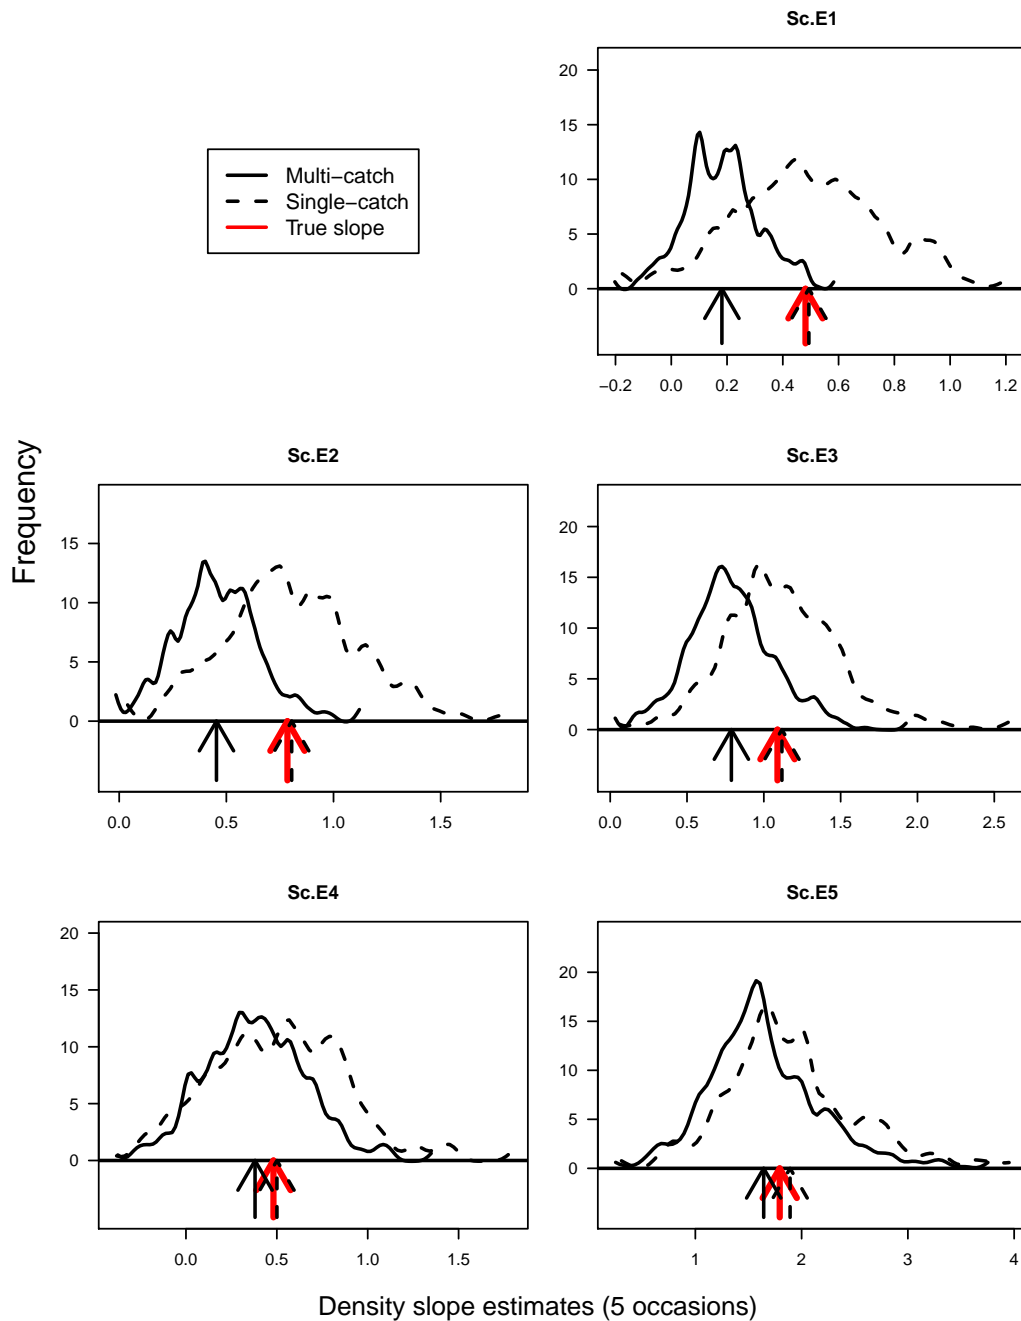 Sc.E1
Multi−catch
Single−catch
True slope
20
15
10
5
0
−0.2 0.0 0.2 0.4 0.6 0.8 1.0 1.2
Frequency
Sc.E2
15
10
5
0
0.0 0.5 1.0 1.5
Sc.E3
20
15
10
5
0
0.0 0.5 1.0 1.5 2.0 2.5
Sc.E4
20
15
10
5
0
0.0 0.5 1.0 1.5
Sc.E5
20
15
10
5
0
1 2 3 4
Density slope estimates (5 occasions)